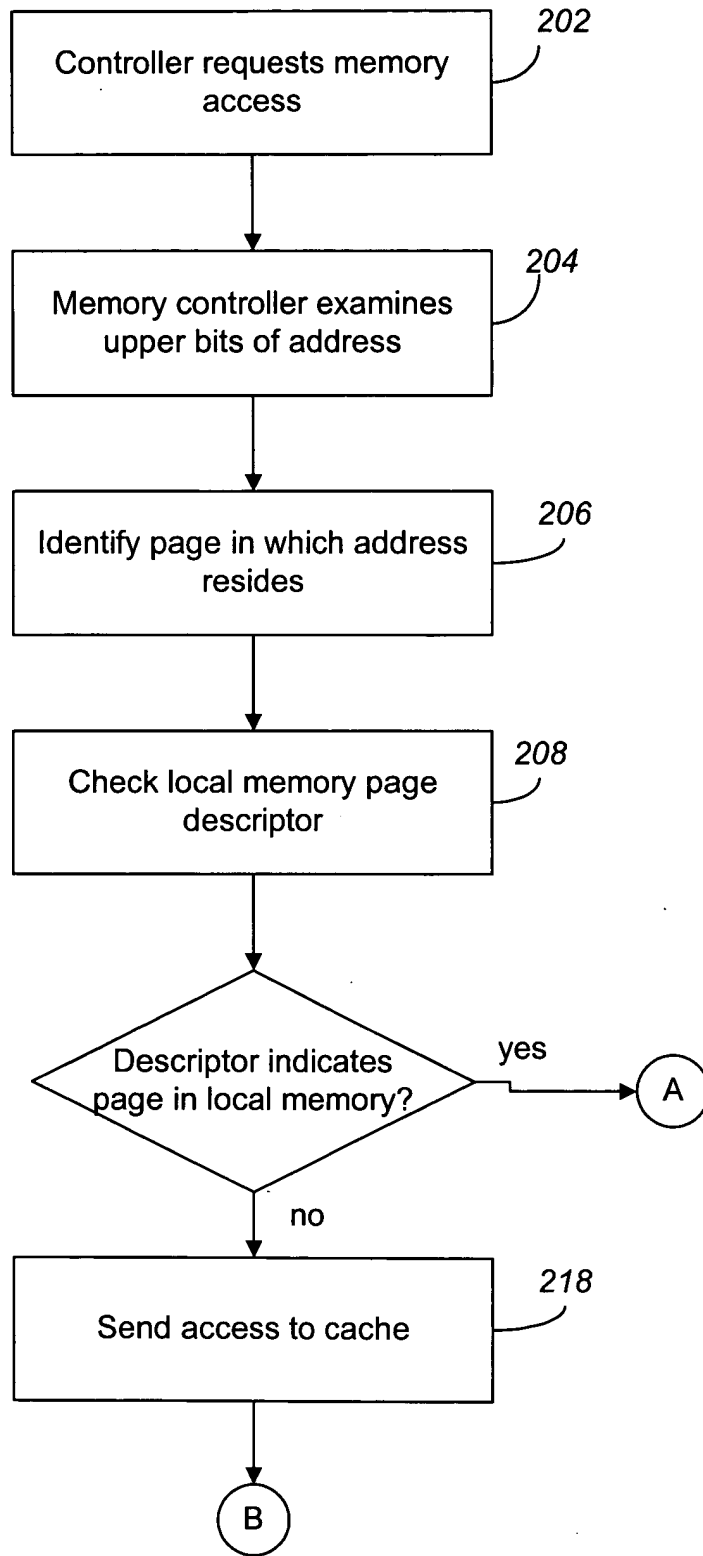 202
Controller requests memory
access
204
Memory controller examines
upper bits of address
206
Identify page in which address
resides
208
Check local memory page
descriptor
Descriptor indicates
page in local memory?
yes
A
no
218
Send access to cache
B